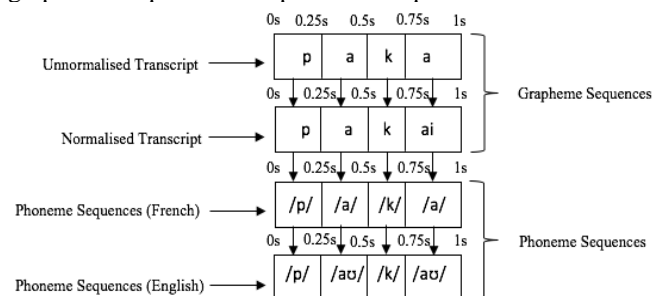 0s 0.25s 0.5s 0.75s 1s
Unnormalised Transcript p a k a
0s 0.25s 0.5s 0.75s 1s
Grapheme Sequences
Normalised Transcript p a k ai
0s 0.25s 0.5s 0.75s 1s
Phoneme Sequences (French) /p/ /a/ /k/ /a/
0s 0.25s 0.5s 0.75s 1s
Phoneme Sequences
Phoneme Sequences (English) /p/ /aʊ/ /k/ /aʊ/